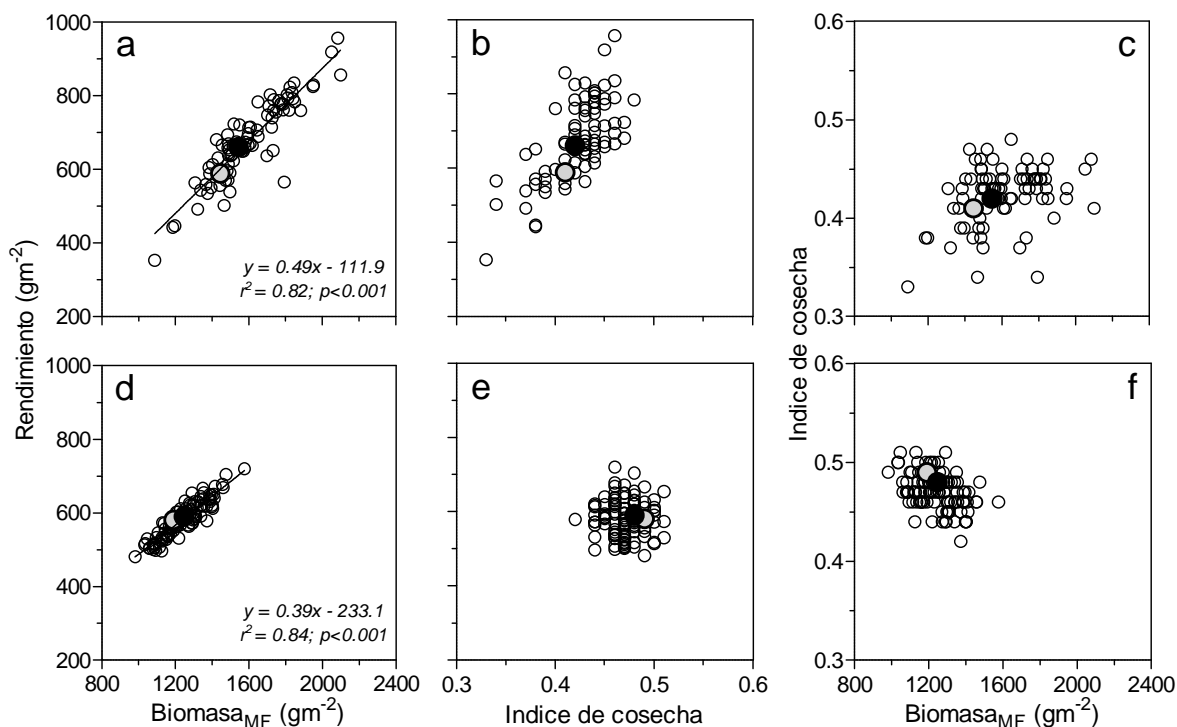 1000
800
600
400
200
Rendimiento (gm-2)
a
y = 0.49x - 111.9
r2 = 0.82; p<0.001
b
0.6
0.5
0.4
0.3
Indice de cosecha
c
1000
800
600
400
200
d
y = 0.39x - 233.1
r2 = 0.84; p<0.001
e
0.6
0.5
0.4
0.3
f
800 1200 1600 2000 2400
BiomasaMF (gm-2)
0.3 0.4 0.5 0.6
Indice de cosecha
800 1200 1600 2000 2400
BiomasaMF (gm-2)